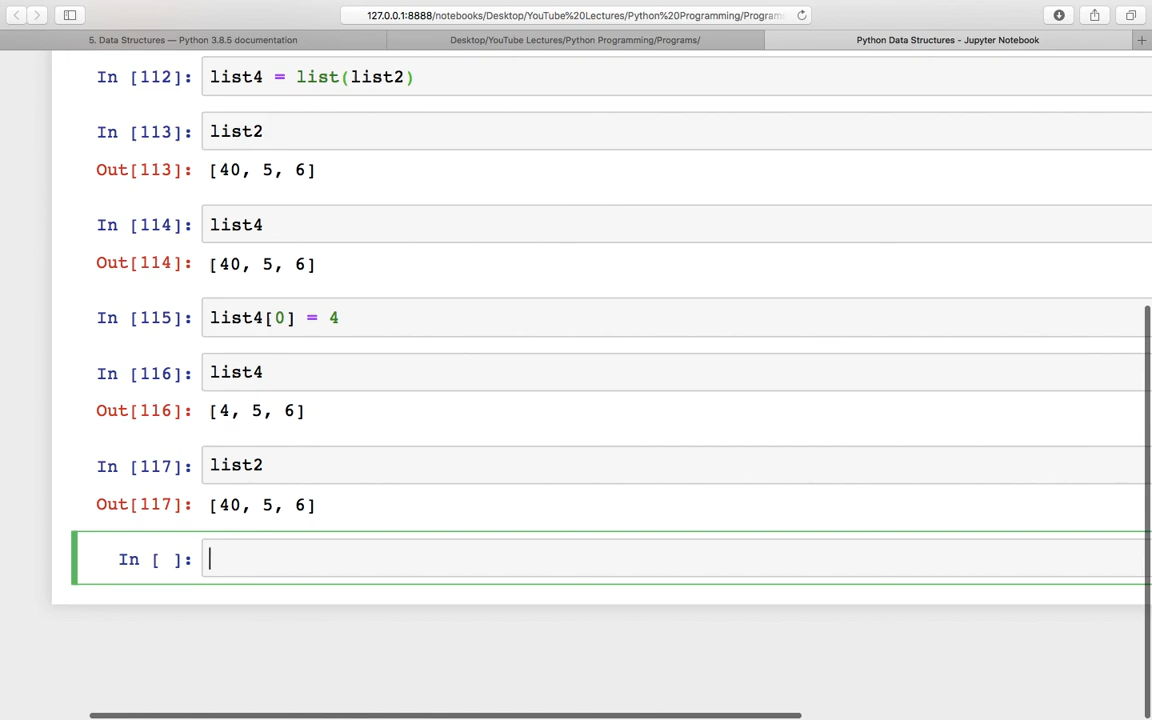 127.0.0.1:8888/notebooks/Desktop/YouTube%20Lectures/Python%20Programming/Program
5. Data Structures — Python 3.8.5 documentation
Desktop/YouTube Lectures/Python Programming/Programs/
Python Data Structures - Jupyter Notebook
In [112]: list4 = list(list2)
In [113]: list2
Out[113]: [40, 5, 6]
In [114]: list4
Out[114]: [40, 5, 6]
In [115]: list4[0] = 4
In [116]: list4
Out[116]: [4, 5, 6]
In [117]: list2
Out[117]: [40, 5, 6]
In [ ]: